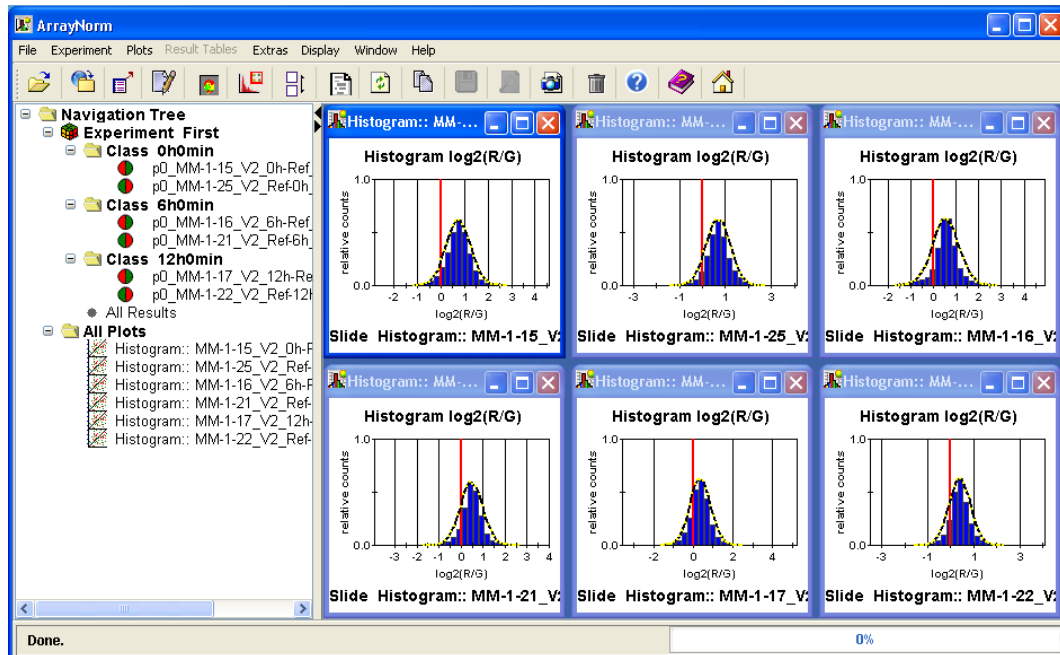 ArrayNorm
File Experiment Plots Result Tables Extras Display Window Help
Navigation Tree
Experiment First
Class 0h0min
p0_MM-1-15_V2_0h-Ref_
p0_MM-1-25_V2_Ref-0h_
Class 6h0min
p0_MM-1-16_V2_6h-Ref_
p0_MM-1-21_V2_Ref-6h_
Class 12h0min
p0_MM-1-17_V2_12h-Re
p0_MM-1-22_V2_Ref-12h
All Results
All Plots
Histogram:: MM-1-15_V2_0h-F
Histogram:: MM-1-25_V2_Ref-
Histogram:: MM-1-16_V2_6h-F
Histogram:: MM-1-21_V2_Ref-
Histogram:: MM-1-17_V2_12h-
Histogram:: MM-1-22_V2_Ref-
Histogram:: MM-...
Histogram log2(R/G)
1.0
relative counts
0.0
-2 -1 0 1 2 3 4
log2(R/G)
Slide Histogram:: MM-1-15_V2
Histogram:: MM-...
Histogram log2(R/G)
1.0
relative counts
0.0
-3 -1 0 1 3
log2(R/G)
Slide Histogram:: MM-1-25_V2
Histogram:: MM-...
Histogram log2(R/G)
1.0
relative counts
0.0
-2 -1 0 1 2 3 4
log2(R/G)
Slide Histogram:: MM-1-16_V2
Histogram:: MM-...
Histogram log2(R/G)
1.0
relative counts
0.0
-3 -2 -1 0 1 2 3 4
log2(R/G)
Slide Histogram:: MM-1-21_V2
Histogram:: MM-...
Histogram log2(R/G)
1.0
relative counts
0.0
-2 0 2 4
log2(R/G)
Slide Histogram:: MM-1-17_V2
Histogram:: MM-...
Histogram log2(R/G)
1.0
relative counts
0.0
-3 -1 0 1 3
log2(R/G)
Slide Histogram:: MM-1-22_V2
Done.
0%